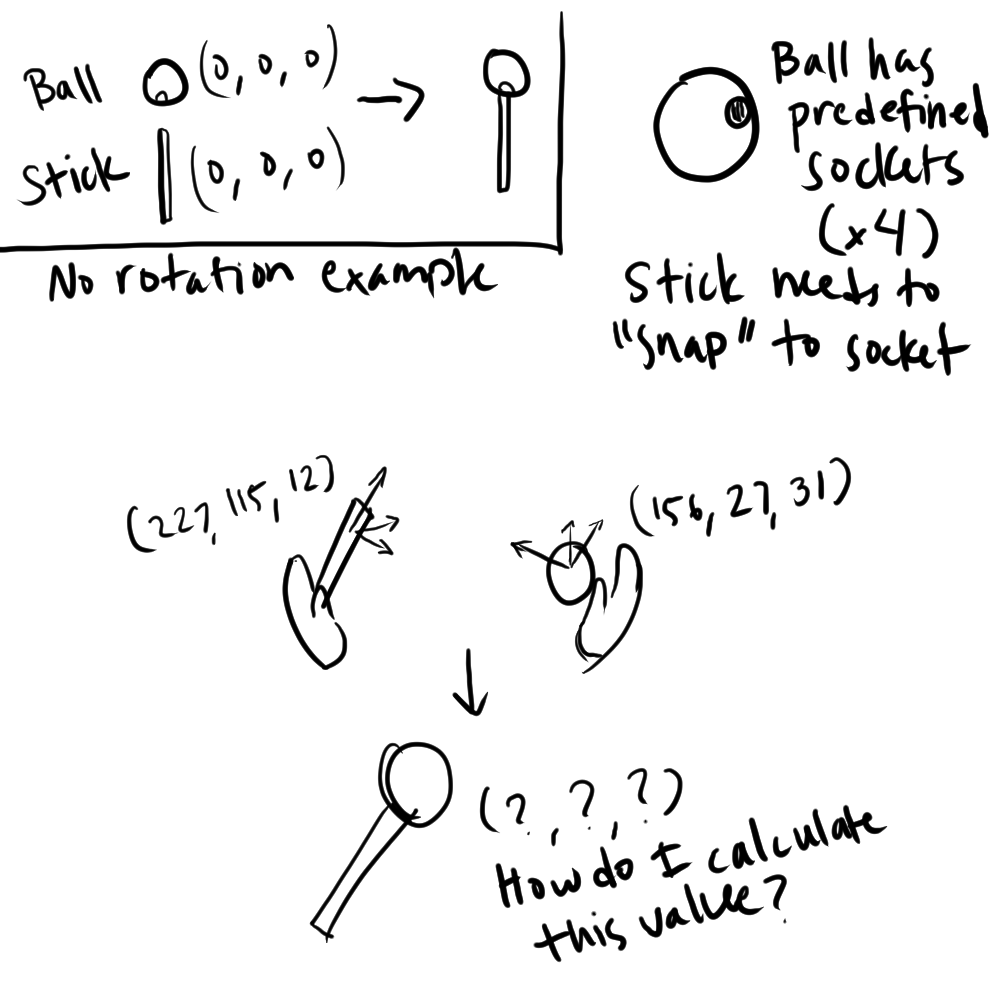 Ball (0, 0, 0)
Stick (0, 0, 0)
No rotation example
Ball has
predefined
sockets
(x4)
Stick needs to
"snap" to socket
(227, 115, 12)
(156, 27, 31)
(?, ?, ?)
How do I calculate
this value?